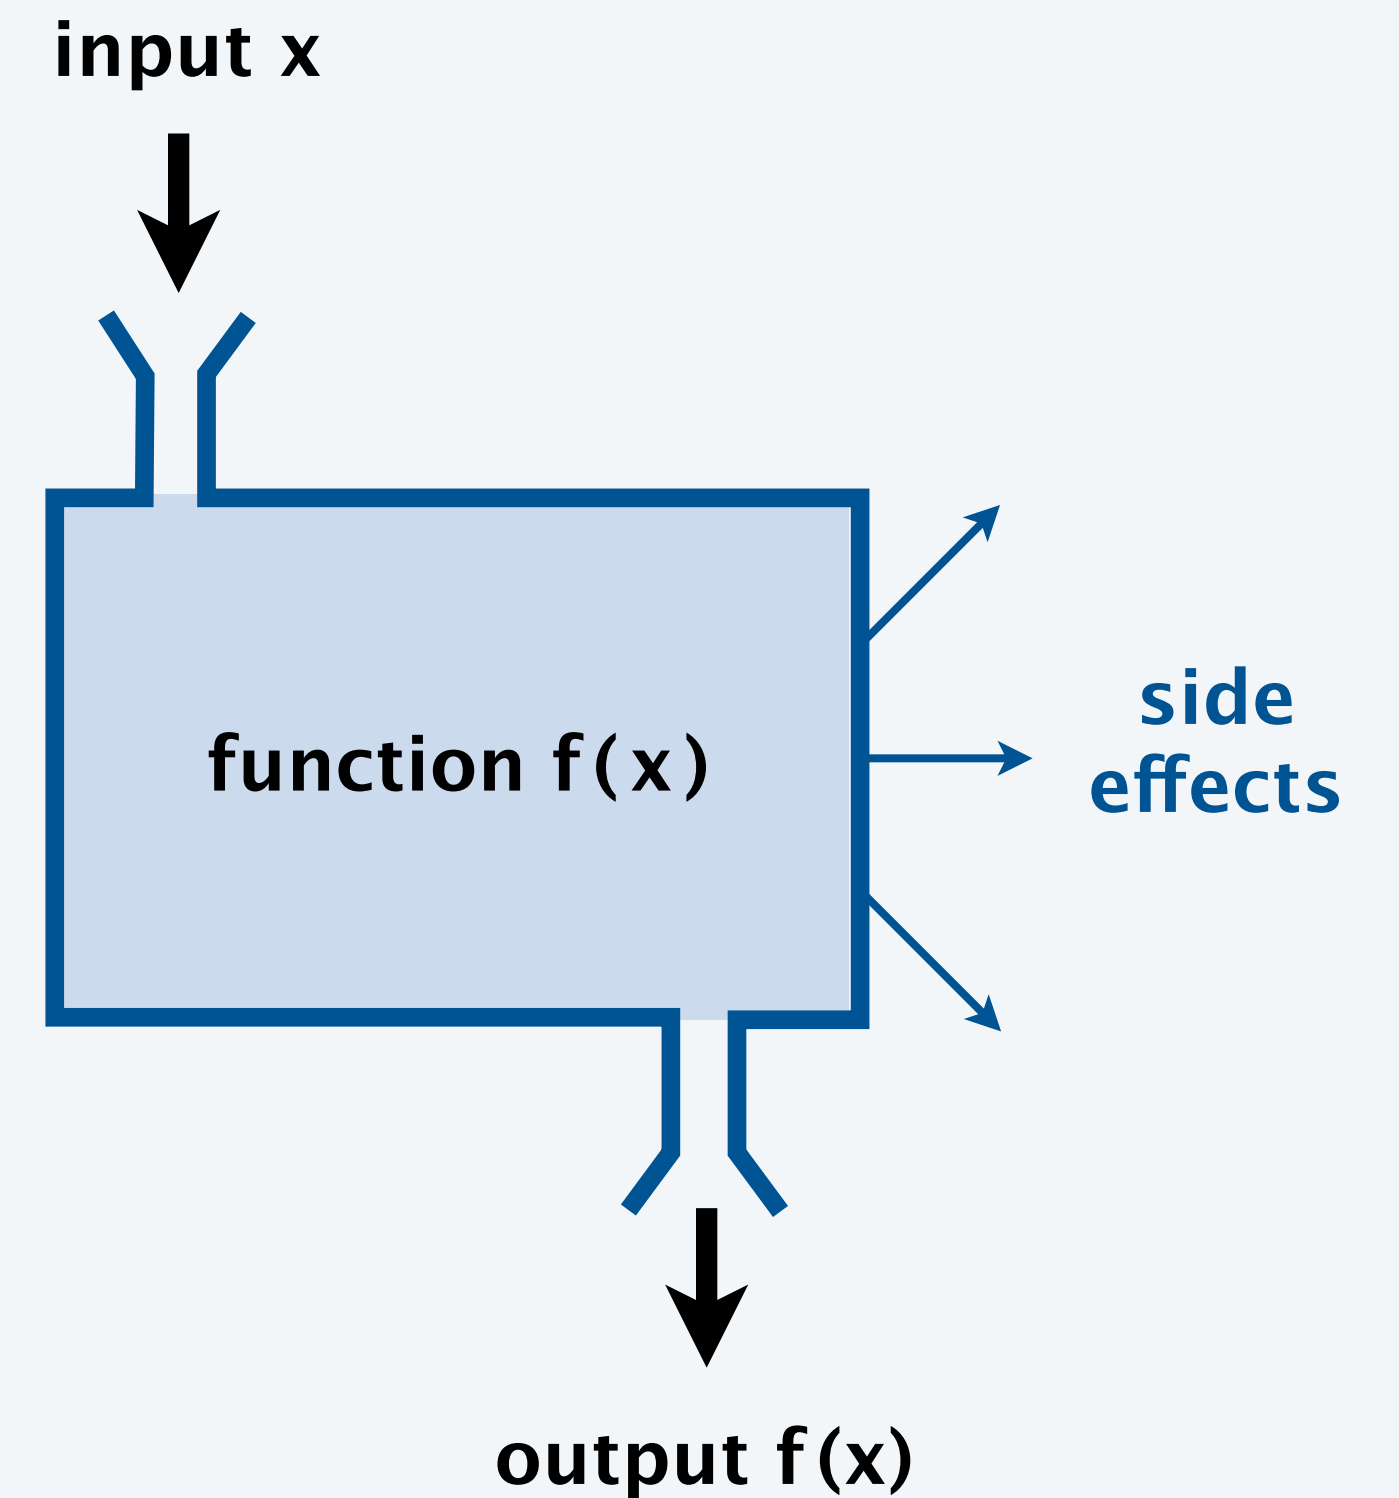 input x
function f(x)
side
effects
output f(x)